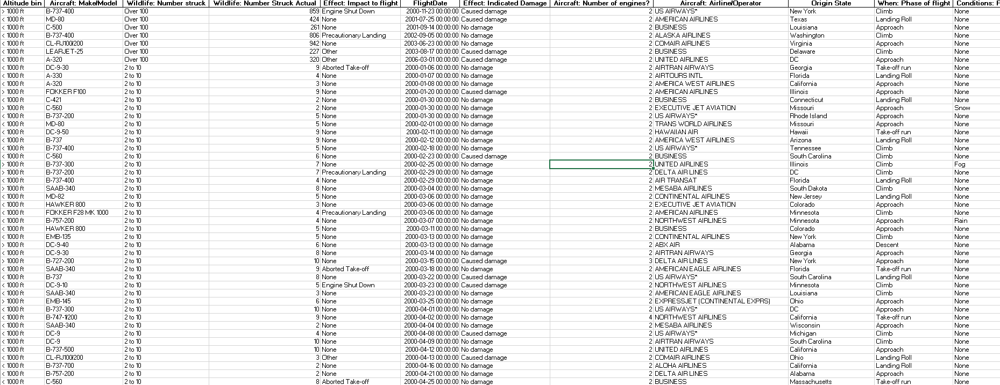 Altitude bin Aircraft: Make/Model Wildlife: Number struck Wildlife: Number Struck Actual Effect: Impact to flight FlightDate Effect: Indicated Damage Aircraft: Number of engines? Aircraft: Airline/Operator Origin State When: Phase of flight Conditions: F
> 1000 ft B-737-400 Over 100 859 Engine Shut Down 2000-11-23 00:00:00 Caused damage 2 US AIRWAYS* New York Climb None
< 1000 ft MD-80 Over 100 424 None 2001-07-25 00:00:00 Caused damage 2 AMERICAN AIRLINES Texas Landing Roll None
< 1000 ft C-500 Over 100 261 None 2001-09-14 00:00:00 No damage 2 BUSINESS Louisiana Approach None
< 1000 ft B-737-400 Over 100 806 Precautionary Landing 2002-09-05 00:00:00 No damage 2 ALASKA AIRLINES Washington Climb None
< 1000 ft CL-RJ100/200 Over 100 942 None 2003-06-23 00:00:00 No damage 2 COMAIR AIRLINES Virginia Approach None
< 1000 ft LEARJET-25 Over 100 227 Other 2003-08-17 00:00:00 Caused damage 2 BUSINESS Delaware Climb None
< 1000 ft A-320 Over 100 320 Other 2006-03-01 00:00:00 Caused damage 2 UNITED AIRLINES DC Approach None
< 1000 ft DC-9-30 2 to 10 9 Aborted Take-off 2000-01-06 00:00:00 No damage 2 AIRTRAN AIRWAYS Georgia Take-off run None
< 1000 ft A-330 2 to 10 4 None 2000-01-07 00:00:00 No damage 2 AIRTOURS INTL Florida Landing Roll None
< 1000 ft A-320 2 to 10 3 None 2000-01-08 00:00:00 No damage 2 AMERICA WEST AIRLINES California Approach None
> 1000 ft FOKKER F100 2 to 10 9 None 2000-01-20 00:00:00 Caused damage 2 AMERICAN AIRLINES Illinois Approach None
< 1000 ft C-421 2 to 10 2 None 2000-01-30 00:00:00 No damage 2 BUSINESS Connecticut Landing Roll None
> 1000 ft C-560 2 to 10 2 None 2000-01-30 00:00:00 No damage 2 EXECUTIVE JET AVIATION Missouri Approach Snow
< 1000 ft B-737-200 2 to 10 5 None 2000-01-30 00:00:00 No damage 2 US AIRWAYS* Rhode Island Approach None
< 1000 ft MD-80 2 to 10 5 None 2000-02-01 00:00:00 No damage 2 TRANS WORLD AIRLINES Missouri Approach None
< 1000 ft DC-9-50 2 to 10 9 None 2000-02-11 00:00:00 No damage 2 HAWAIIAN AIR Hawaii Take-off run None
< 1000 ft B-737 2 to 10 9 None 2000-02-12 00:00:00 No damage 2 AMERICA WEST AIRLINES Arizona Landing Roll None
< 1000 ft B-737-400 2 to 10 5 None 2000-02-18 00:00:00 No damage 2 US AIRWAYS* Tennessee Climb None
< 1000 ft C-560 2 to 10 6 None 2000-02-23 00:00:00 Caused damage 2 BUSINESS South Carolina Climb None
> 1000 ft B-737-300 2 to 10 7 None 2000-02-25 00:00:00 No damage 2 UNITED AIRLINES Illinois Climb Fog
> 1000 ft B-737-200 2 to 10 7 Precautionary Landing 2000-02-29 00:00:00 No damage 2 DELTA AIR LINES DC Climb None
< 1000 ft B-737-400 2 to 10 4 None 2000-02-29 00:00:00 No damage 2 AIR TRANSAT Florida Landing Roll None
> 1000 ft SAAB-340 2 to 10 8 None 2000-03-04 00:00:00 No damage 2 MESABA AIRLINES South Dakota Climb None
< 1000 ft MD-82 2 to 10 5 None 2000-03-06 00:00:00 No damage 2 CONTINENTAL AIRLINES New Jersey Landing Roll None
< 1000 ft HAWKER 800 2 to 10 3 None 2000-03-06 00:00:00 No damage 2 EXECUTIVE JET AVIATION Colorado Approach None
< 1000 ft FOKKER F28 MK 1000 2 to 10 4 Precautionary Landing 2000-03-06 00:00:00 No damage 2 AMERICAN AIRLINES Minnesota Climb None
> 1000 ft B-757-200 2 to 10 4 None 2000-03-07 00:00:00 No damage 2 NORTHWEST AIRLINES Minnesota Approach Rain
< 1000 ft HAWKER 800 2 to 10 5 None 2000-03-11 00:00:00 No damage 2 BUSINESS Colorado Approach None
< 1000 ft EMB-135 2 to 10 5 None 2000-03-13 00:00:00 No damage 2 CONTINENTAL AIRLINES New York Climb None
> 1000 ft DC-9-40 2 to 10 6 None 2000-03-13 00:00:00 No damage 2 ABX AIR Alabama Descent None
< 1000 ft DC-9-30 2 to 10 8 None 2000-03-14 00:00:00 No damage 2 AIRTRAN AIRWAYS Georgia Approach None
> 1000 ft B-727-200 2 to 10 10 None 2000-03-15 00:00:00 Caused damage 3 DELTA AIR LINES New York Approach None
< 1000 ft SAAB-340 2 to 10 9 Aborted Take-off 2000-03-18 00:00:00 No damage 2 AMERICAN EAGLE AIRLINES Florida Take-off run None
< 1000 ft B-737 2 to 10 8 None 2000-03-22 00:00:00 Caused damage 2 US AIRWAYS* South Carolina Landing Roll None
< 1000 ft DC-9-10 2 to 10 5 Engine Shut Down 2000-03-23 00:00:00 Caused damage 2 NORTHWEST AIRLINES Minnesota Climb None
< 1000 ft SAAB-340 2 to 10 3 None 2000-03-23 00:00:00 No damage 2 AMERICAN EAGLE AIRLINES Louisiana Climb None
> 1000 ft EMB-145 2 to 10 6 None 2000-03-25 00:00:00 No damage 2 EXPRESSJET (CONTINENTAL EXPRS) Ohio Approach None
< 1000 ft B-737-300 2 to 10 10 None 2000-04-01 00:00:00 No damage 2 US AIRWAYS* DC Approach None
< 1000 ft B-747-1/200 2 to 10 9 None 2000-04-02 00:00:00 No damage 4 NORTHWEST AIRLINES California Take-off run None
< 1000 ft SAAB-340 2 to 10 2 None 2000-04-04 00:00:00 No damage 2 MESABA AIRLINES Wisconsin Approach None
< 1000 ft DC-9 2 to 10 4 None 2000-04-08 00:00:00 Caused damage 2 US AIRWAYS* Michigan Climb None
< 1000 ft DC-9 2 to 10 10 None 2000-04-09 00:00:00 No damage 2 AIRTRAN AIRWAYS South Carolina Climb None
< 1000 ft B-737-500 2 to 10 10 None 2000-04-12 00:00:00 No damage 2 UNITED AIRLINES California Approach None
< 1000 ft CL-RJ100/200 2 to 10 3 Other 2000-04-13 00:00:00 Caused damage 2 COMAIR AIRLINES Ohio Landing Roll None
< 1000 ft B-737-700 2 to 10 2 None 2000-04-16 00:00:00 No damage 2 ALOHA AIRLINES California Landing Roll None
< 1000 ft B-757-200 2 to 10 2 None 2000-04-21 00:00:00 No damage 2 DELTA AIR LINES Alabama Approach None
< 1000 ft C-560 2 to 10 8 Aborted Take-off 2000-04-25 00:00:00 No damage 2 BUSINESS Massachusetts Take-off run None